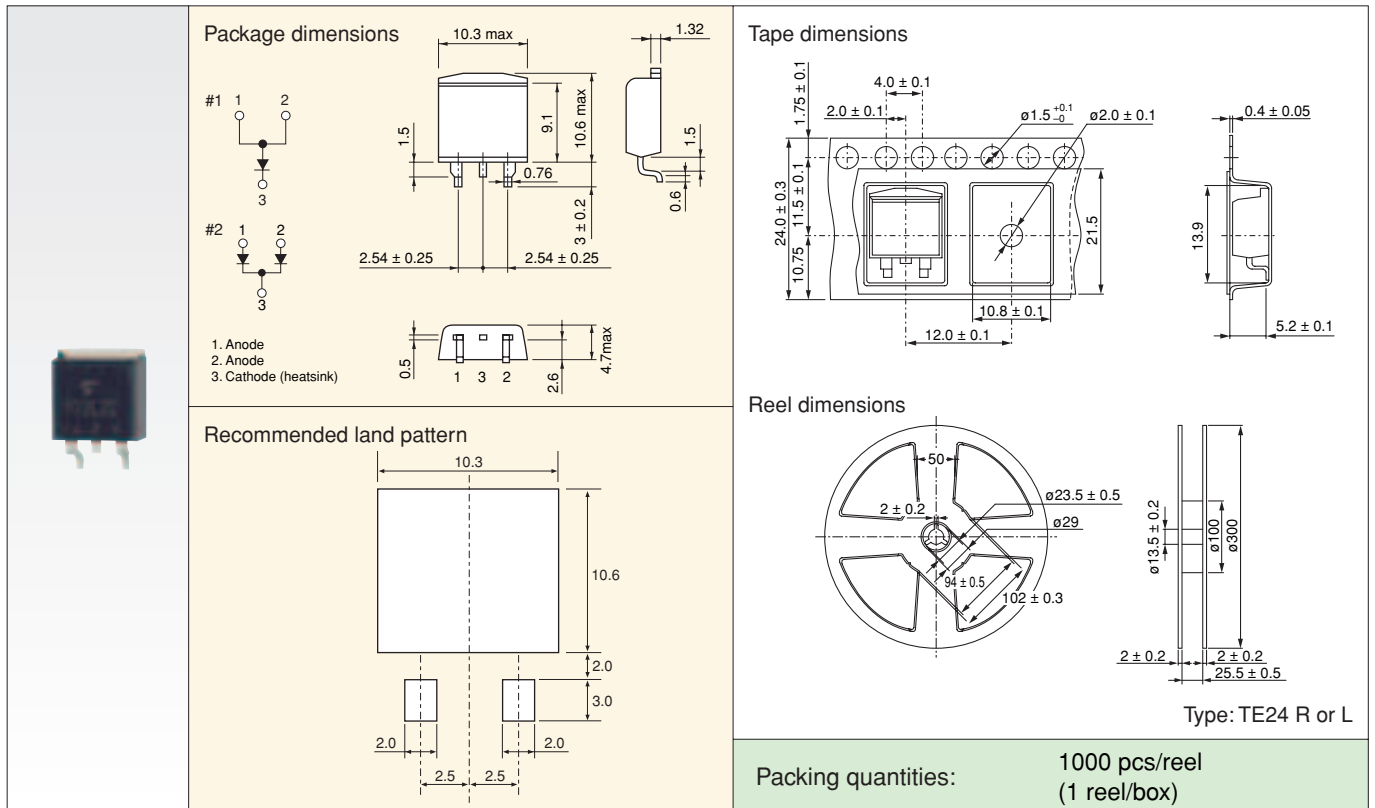 Package dimensions
10.3 max
1.32
#1 1 2
3
1.5
9.1
10.6 max
0.76
3 ± 0.2
1.5
0.6
#2 1 2
3
2.54 ± 0.25
2.54 ± 0.25
1. Anode
2. Anode
3. Cathode (heatsink)
0.5
1 3 2
2.6
4.7max
Recommended land pattern
10.3
10.6
2.0
3.0
2.0
2.0
2.5
2.5
Tape dimensions
1.75 ± 0.1
4.0 ± 0.1
2.0 ± 0.1
ø1.5 +0.1 –0
ø2.0 ± 0.1
0.4 ± 0.05
24.0 ± 0.3
11.5 ± 0.1
10.75
21.5
13.9
10.8 ± 0.1
12.0 ± 0.1
5.2 ± 0.1
Reel dimensions
50
2 ± 0.2
ø23.5 ± 0.5
ø29
94 ± 0.5
102 ± 0.3
ø13.5 ± 0.2
ø100
ø300
2 ± 0.2
2 ± 0.2
25.5 ± 0.5
Type: TE24 R or L
Packing quantities:
1000 pcs/reel
(1 reel/box)